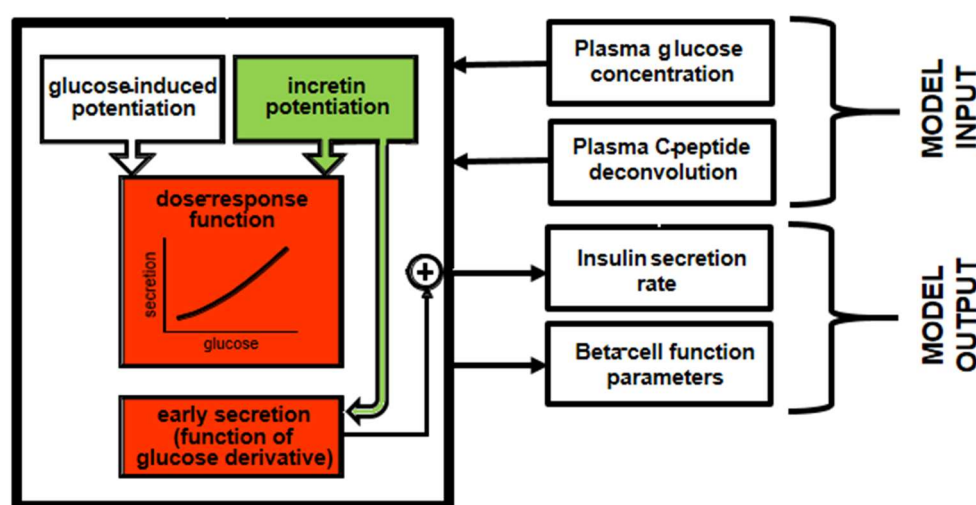 glucose-induced
potentiation
incretin
potentiation
dose-response
function
secretion
glucose
early secretion
(function of
glucose derivative)
+
Plasma glucose
concentration
Plasma C-peptide
deconvolution
MODEL
INPUT
Insulin secretion
rate
Beta-cell function
parameters
MODEL
OUTPUT